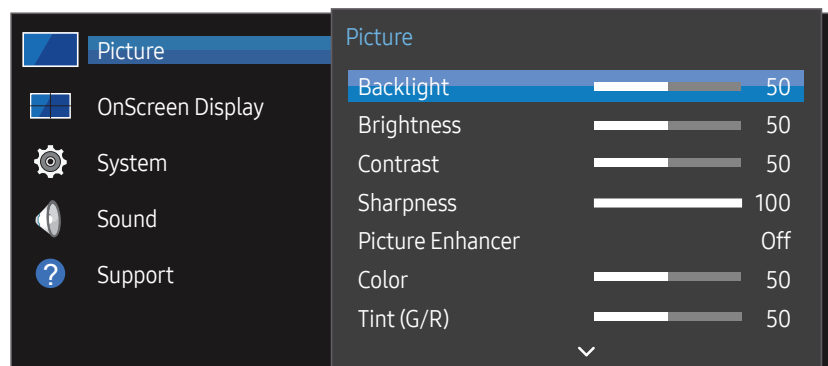 Picture
OnScreen Display
System
Sound
?
Support
Picture
Backlight 50
Brightness 50
Contrast 50
Sharpness 100
Picture Enhancer Off
Color 50
Tint (G/R) 50